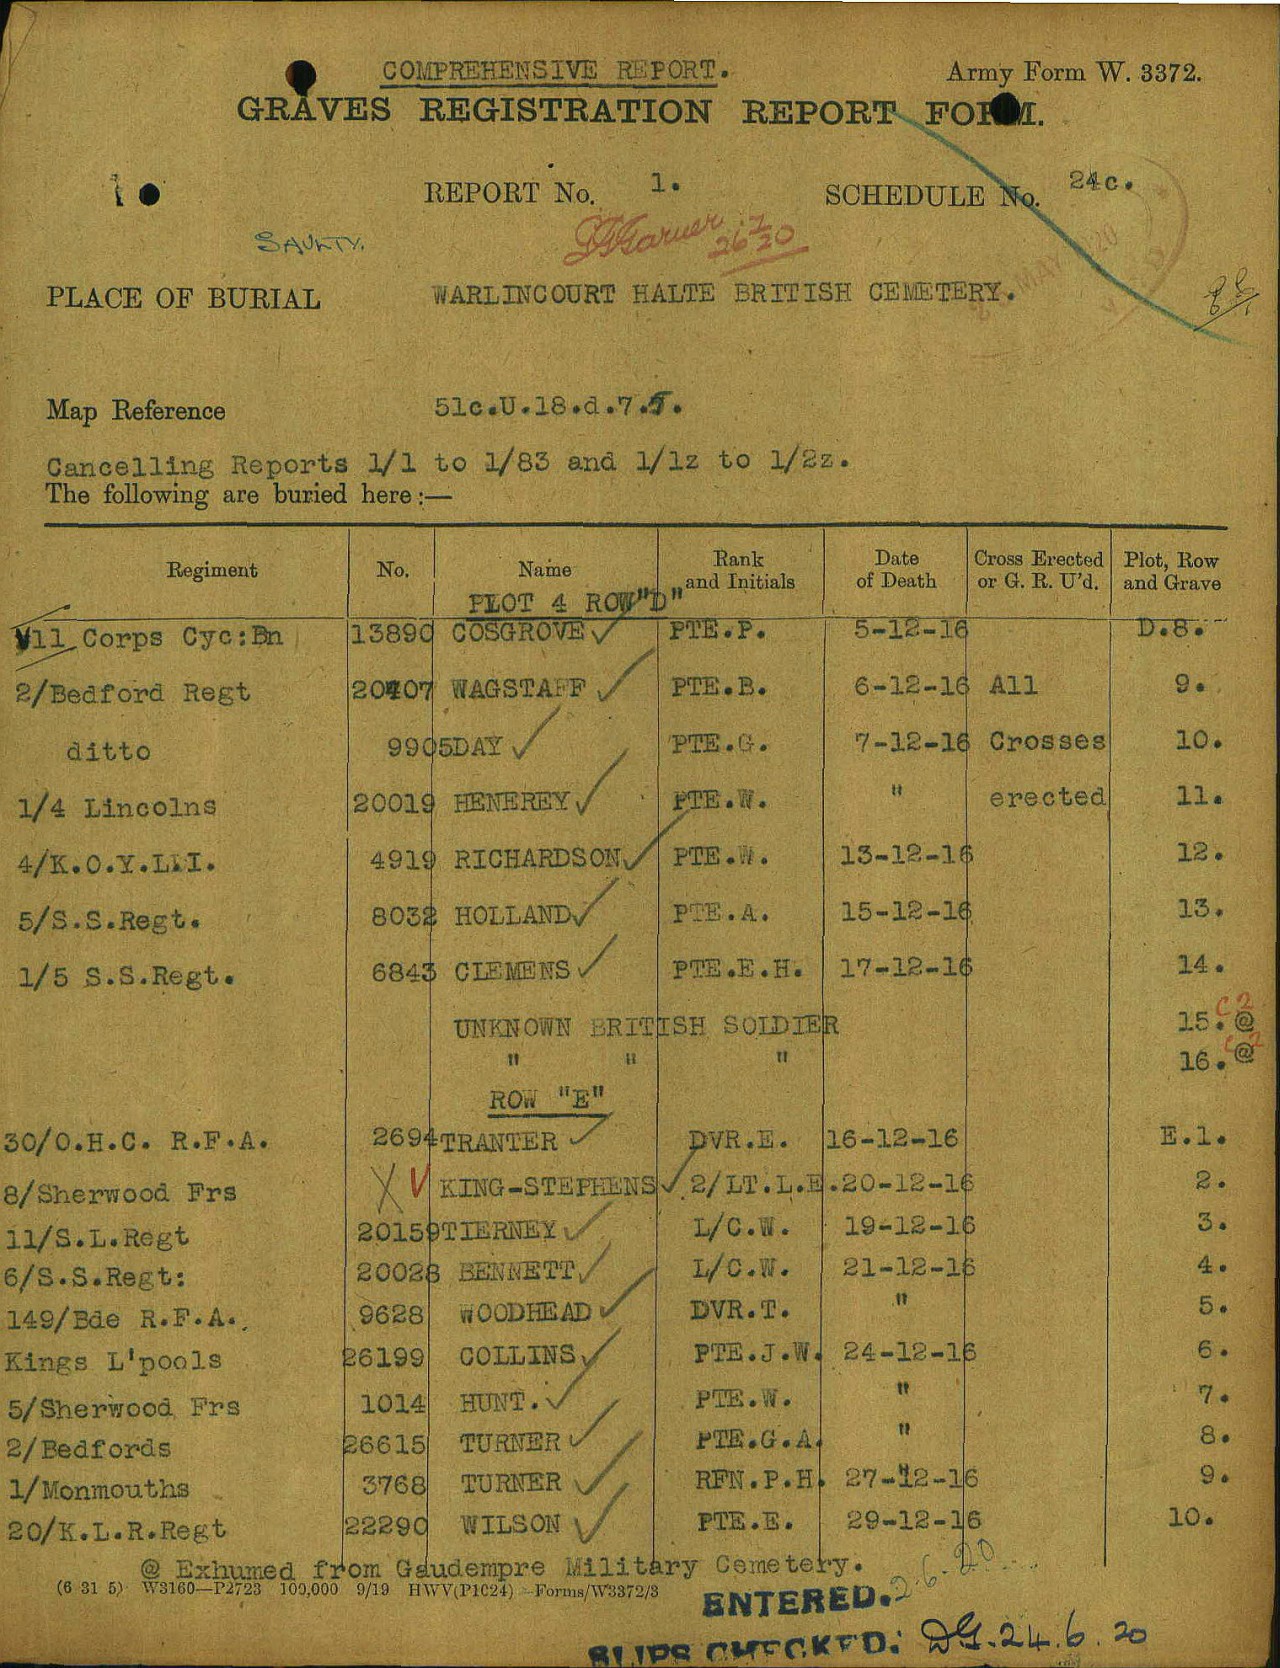 COMPREHENSIVE REPORT.
Army Form W. 3372.
GRAVES REGISTRATION REPORT FORM.
REPORT No. 1.
SCHEDULE No. 24c.
SAULTY.
26/2/20
PLACE OF BURIAL WARLINCOURT HALTE BRITISH CEMETERY.
Map Reference 51c.U.18.d.7.5.
Cancelling Reports 1/1 to 1/83 and 1/1z to 1/2z.
The following are buried here:—
Regiment No. Name Rank and Initials Date of Death Cross Erected or G. R. U'd. Plot, Row and Grave
PLOT 4 ROW "D"
V11 Corps Cyc:Bn 13890 COSGROVE PTE.P. 5-12-16 D.8.
2/Bedford Regt 20407 WAGSTAFF PTE.B. 6-12-16 All 9.
ditto 9905 DAY PTE.G. 7-12-16 Crosses 10.
1/4 Lincolns 20019 HENEREY PTE.W. " erected 11.
4/K.O.Y.L.I. 4919 RICHARDSON PTE.W. 13-12-16 12.
5/S.S.Regt. 8032 HOLLAND PTE.A. 15-12-16 13.
1/5 S.S.Regt. 6843 CLEMENS PTE.E.H. 17-12-16 14.
UNKNOWN BRITISH SOLDIER 15.@ C2
" " " 16.@
ROW "E"
30/O.H.C. R.F.A. 2694 TRANTER DVR.E. 16-12-16 E.1.
8/Sherwood Frs KING-STEPHENS 2/LT.L.E. 20-12-16 2.
11/S.L.Regt 20159 TIERNEY L/C.W. 19-12-16 3.
6/S.S.Regt: 20028 BENNETT L/C.W. 21-12-16 4.
149/Bde R.F.A. 9628 WOODHEAD DVR.T. " 5.
Kings L'pools 26199 COLLINS PTE.J.W. 24-12-16 6.
5/Sherwood Frs 1014 HUNT. PTE.W. " 7.
2/Bedfords 26615 TURNER PTE.G.A. " 8.
1/Monmouths 3768 TURNER RFN.P.H. 27-12-16 9.
20/K.L.R.Regt 22290 WILSON PTE.E. 29-12-16 10.
@ Exhumed from Gaudempre Military Cemetery.
(6 31 5) W3160—P2723 100,000 9/19 HWV(P1624) Forms/W3372/3
ENTERED. 2.6.20
SLIPS CHECKED: DG. 24.6.20